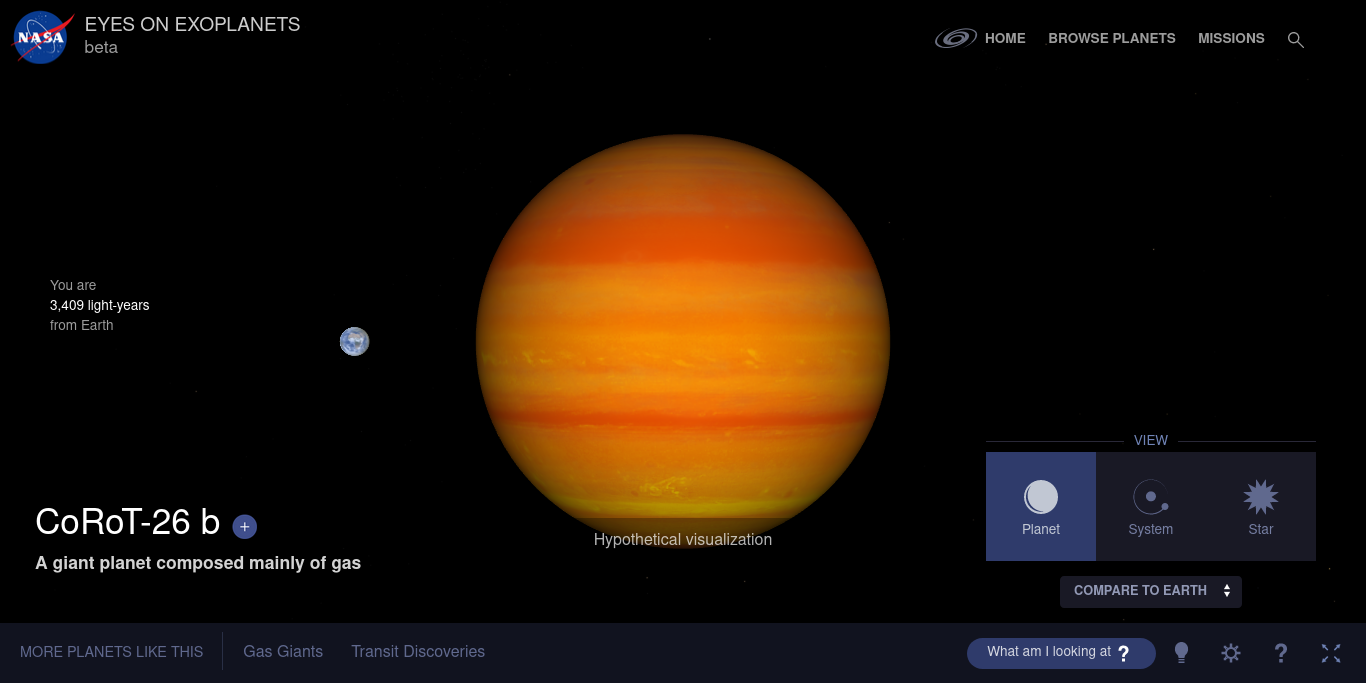 NASA
EYES ON EXOPLANETS
beta
HOME
BROWSE PLANETS
MISSIONS
You are
3,409 light-years
from Earth
VIEW
Planet
System
Star
COMPARE TO EARTH
CoRoT-26 b +
A giant planet composed mainly of gas
Hypothetical visualization
MORE PLANETS LIKE THIS
Gas Giants
Transit Discoveries
What am I looking at ?
?